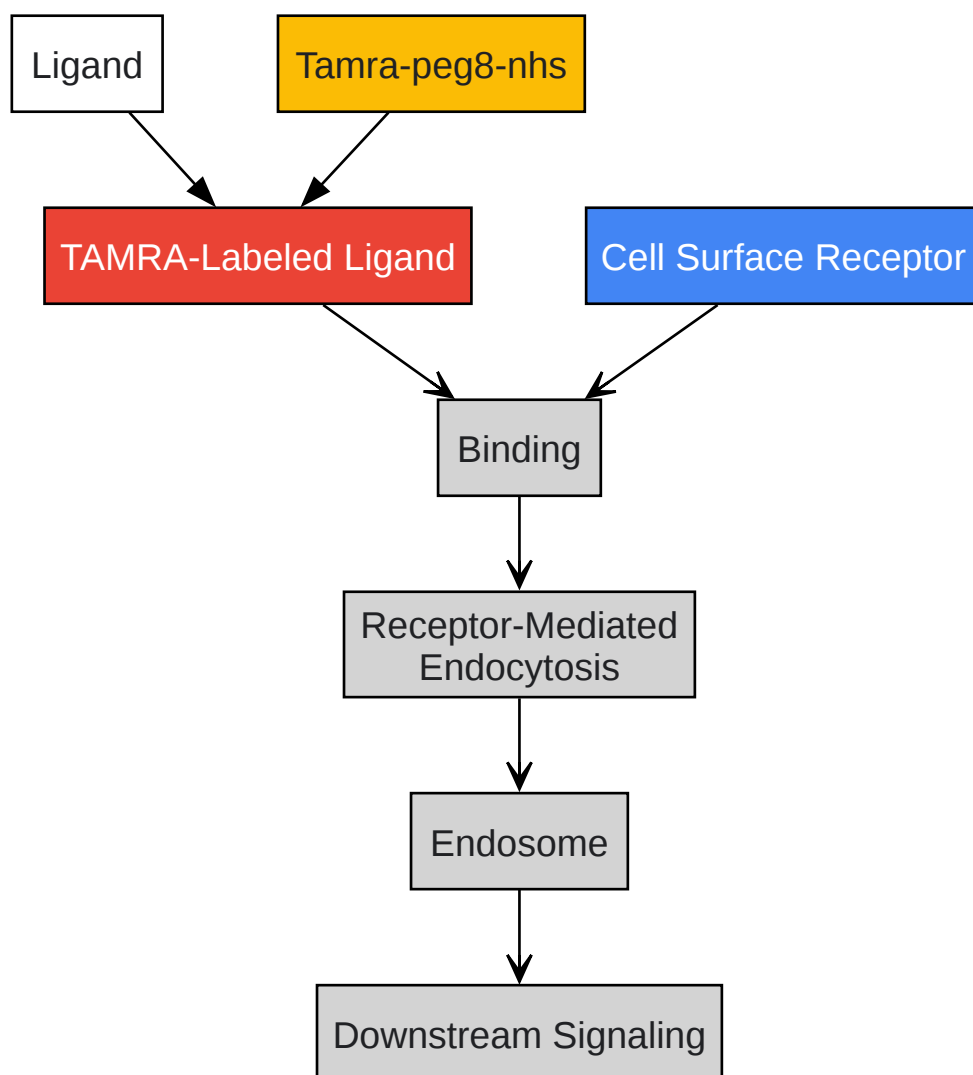 Ligand
Tamra-peg8-nhs
TAMRA-Labeled Ligand
Cell Surface Receptor
Binding
Receptor-Mediated
Endocytosis
Endosome
Downstream Signaling